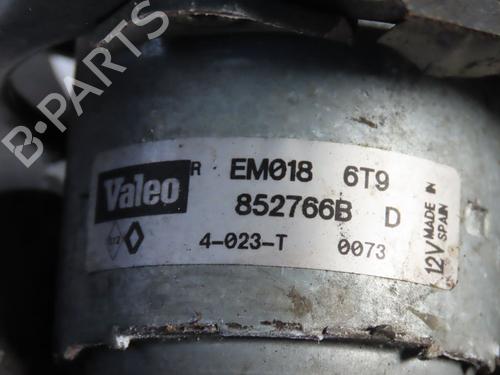 B-PARTS
Valeo R EM018 6T9
852766B D
4-023-T 0073
12V MADE IN SPAIN